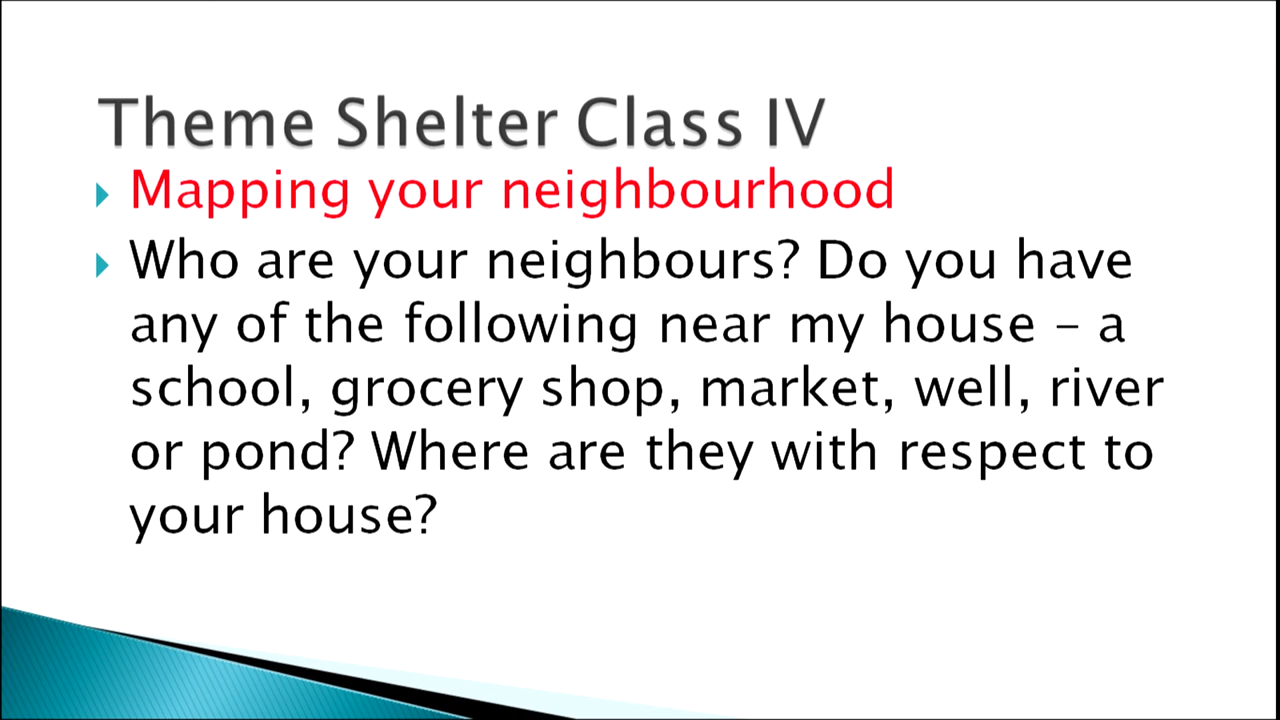 Theme Shelter Class IV
Mapping your neighbourhood
Who are your neighbours? Do you have
any of the following near my house – a
school, grocery shop, market, well, river
or pond? Where are they with respect to
your house?